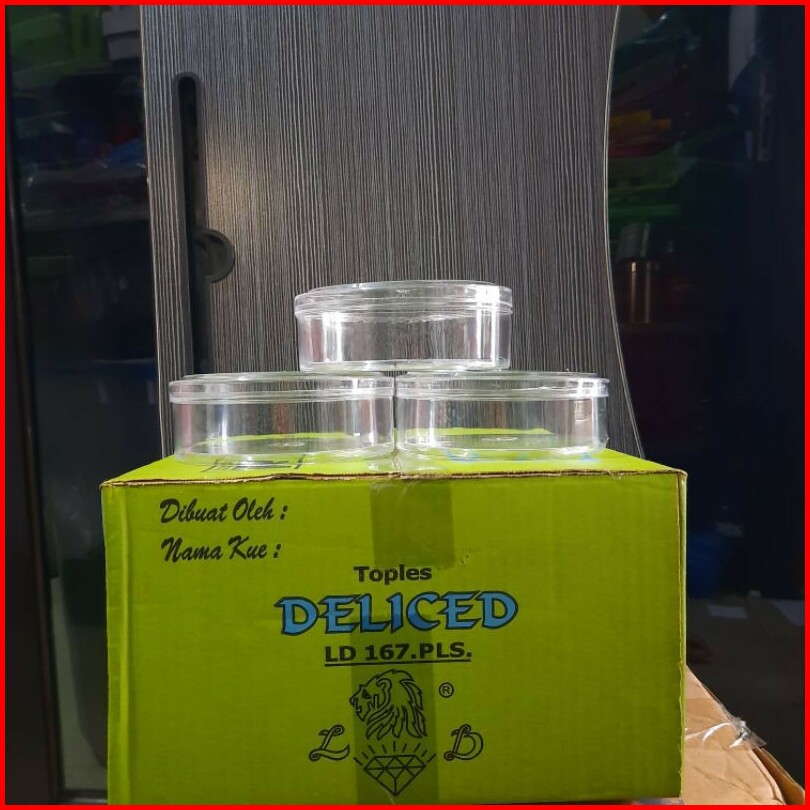 Dibuat Oleh :
Nama Kue :
Toples
DELICED
LD 167.PLS.
®
L D